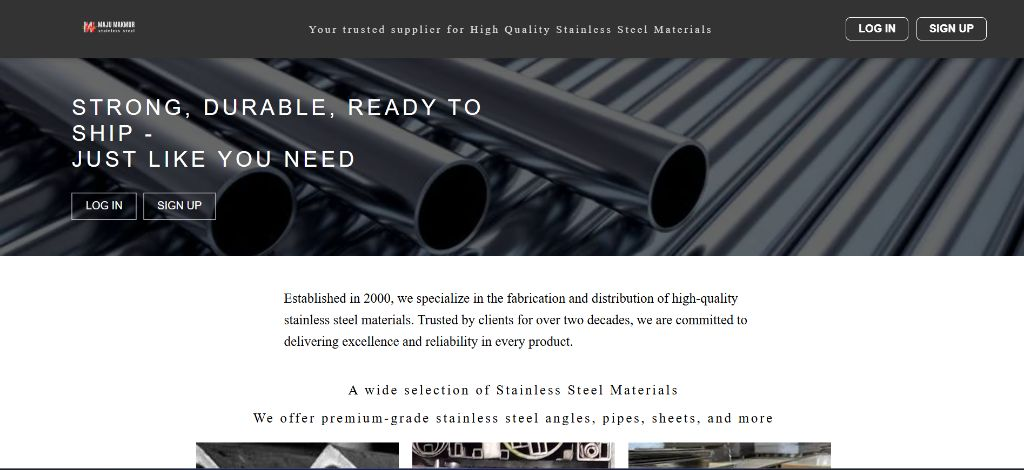 MAJU MAKMUR
stainless steel
Your trusted supplier for High Quality Stainless Steel Materials
LOG IN
SIGN UP
STRONG, DURABLE, READY TO
SHIP -
JUST LIKE YOU NEED
LOG IN
SIGN UP
Established in 2000, we specialize in the fabrication and distribution of high-quality
stainless steel materials. Trusted by clients for over two decades, we are committed to
delivering excellence and reliability in every product.
A wide selection of Stainless Steel Materials
We offer premium-grade stainless steel angles, pipes, sheets, and more